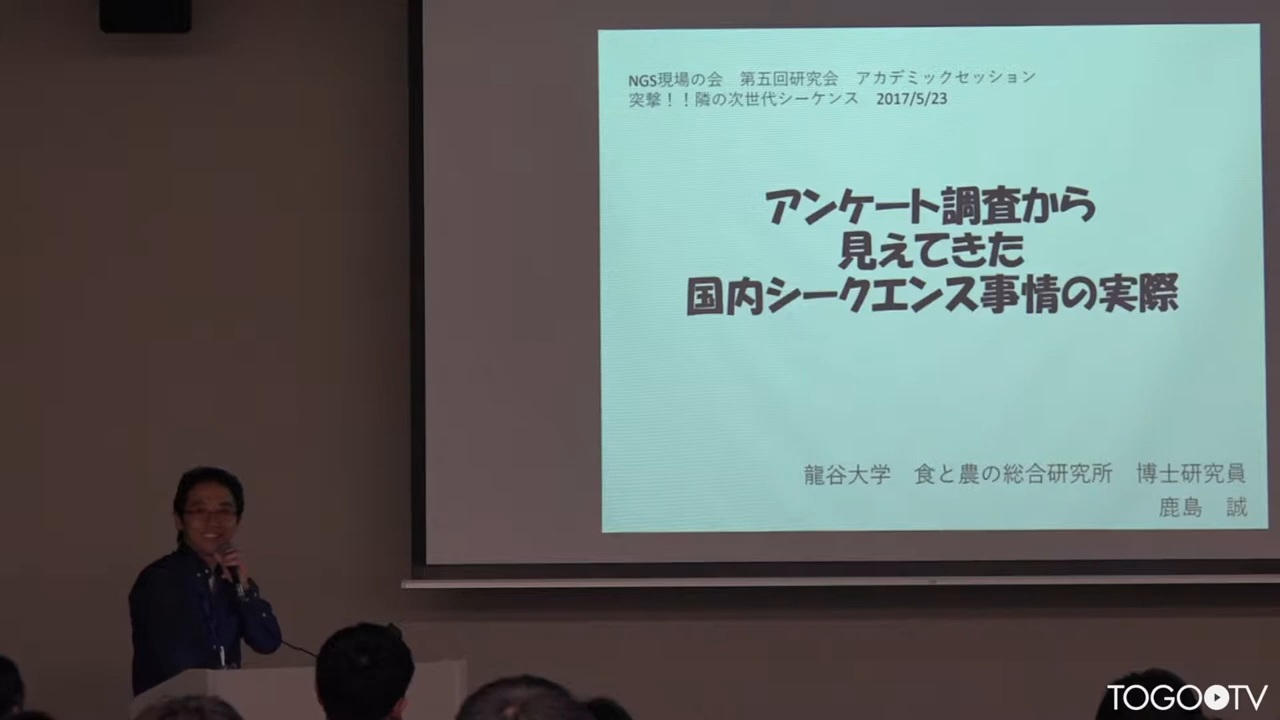 NGS現場の会　第五回研究会　アカデミックセッション
突撃！！隣の次世代シーケンス　2017/5/23
アンケート調査から
見えてきた
国内シークエンス事情の実際
龍谷大学　食と農の総合研究所　博士研究員
鹿島　誠
TOGOTV